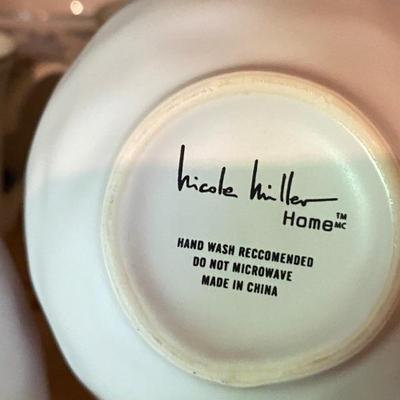 nicole miller
Home™ MC
HAND WASH RECCOMENDED
DO NOT MICROWAVE
MADE IN CHINA